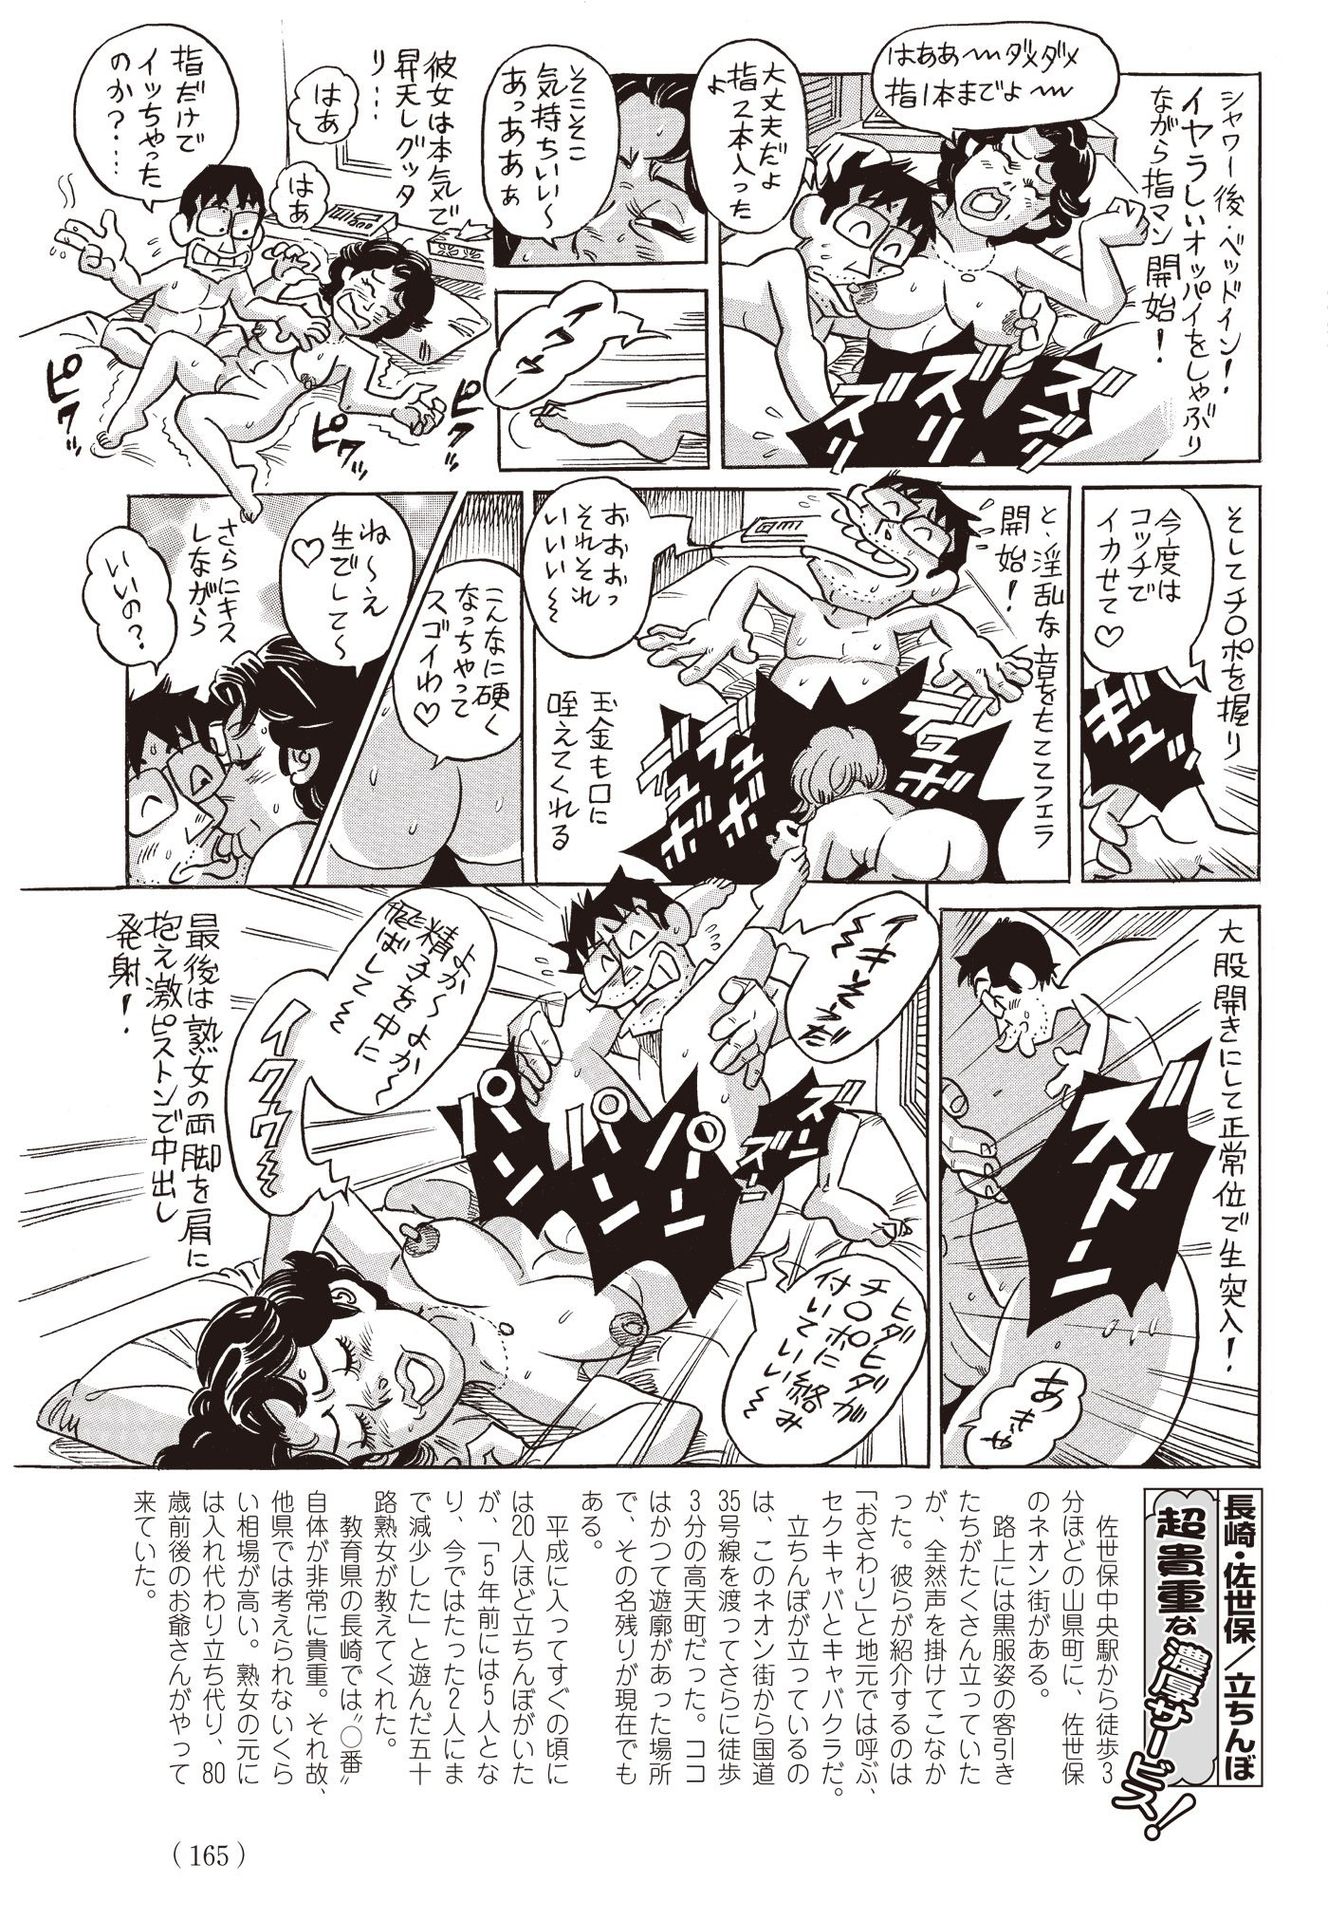 シャワー後・ベッドイン！
イヤラしいオッパイをしゃぶり
ながら指マン開始！
はああ〜〜ダメダメ
指1本までよ〜〜
大丈夫だよ
指2本入った
よ
ズリズリズリ
そこそこ
気持ちいい〜
あっああぁ
イク
彼女は本気で
昇天しグッタ
リ…
はぁ
はぁ
指だけで
イッちゃった
のか？‥‥
ピクッ
ピクッ
ピクッ
そしてチ〇ポを握り
今度は
コッチで
イカせて♡
ギュッ
と、淫乱な音をたててフェラ
開始！
おおおっ
それそれ
いいい〜
ギュボ
デュボ
デュボ
玉金も口に
咥えてくれる
こんなに硬く
なっちゃって
スゴイわ♡
ね〜え
生でして〜
♡
さらにキス
しながら
いいの？
大股開きにして正常位で生突入！
ズドーン
あぎゃ
イキそうだ
ズンズン
パンパンパン
よか〜よか〜
精子を中に
飛ばして〜
イクウ〜
ヒダヒダが
チ〇ポに絡み
付いていい〜
最後は熟女の両脚を肩に
抱え激ピストンで中出し
発射！
長崎・佐世保／立ちんぼ
超貴重な濃厚サービス！
佐世保中央駅から徒歩3
分ほどの山県町に、佐世保
のネオン街がある。
路上には黒服姿の客引き
たちがたくさん立っていた
が、全然声を掛けてこなか
った。彼らが紹介するのは
「おさわり」と地元では呼ぶ、
セクキャバとキャバクラだ。
立ちんぼが立っているの
は、このネオン街から国道
35号線を渡ってさらに徒歩
3分の高天町だった。ココ
はかつて遊廓があった場所
で、その名残りが現在でも
ある。
平成に入ってすぐの頃に
は20人ほど立ちんぼがいた
が、「5年前には5人とな
り、今ではたった2人にま
で減少した」と遊んだ五十
路熟女が教えてくれた。
教育県の長崎では〝〇番〟
自体が非常に貴重。それ故、
他県では考えられないくら
い相場が高い。熟女の元に
は入れ代わり立ち代り、80
歳前後のお爺さんがやって
来ていた。
（165）